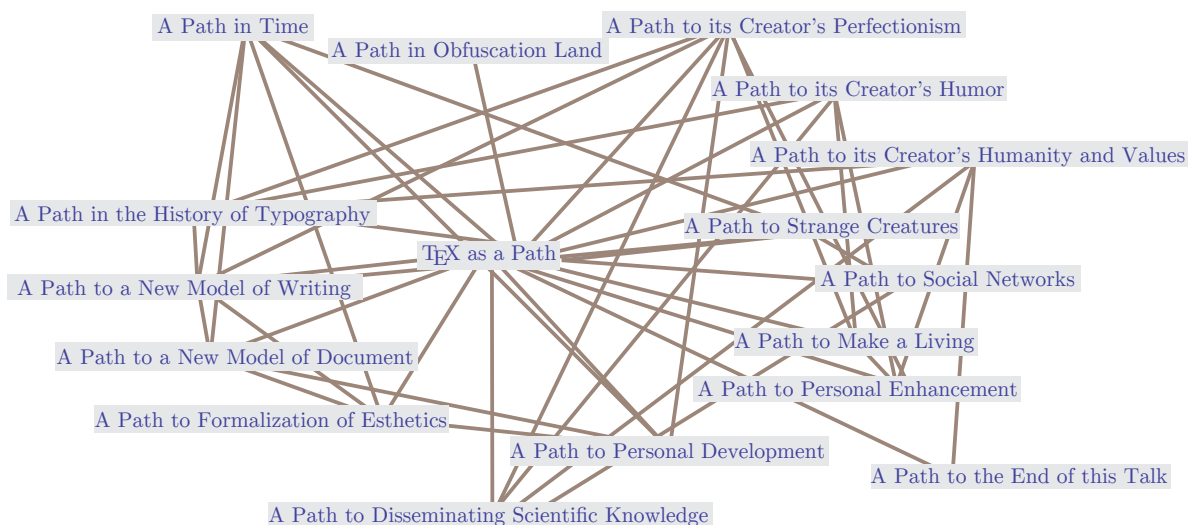 A Path in Time
A Path to its Creator's Perfectionism
A Path in Obfuscation Land
A Path to its Creator's Humor
A Path to its Creator's Humanity and Values
A Path in the History of Typography
A Path to Strange Creatures
TEX as a Path
A Path to Social Networks
A Path to a New Model of Writing
A Path to Make a Living
A Path to a New Model of Document
A Path to Personal Enhancement
A Path to Formalization of Esthetics
A Path to Personal Development
A Path to the End of this Talk
A Path to Disseminating Scientific Knowledge